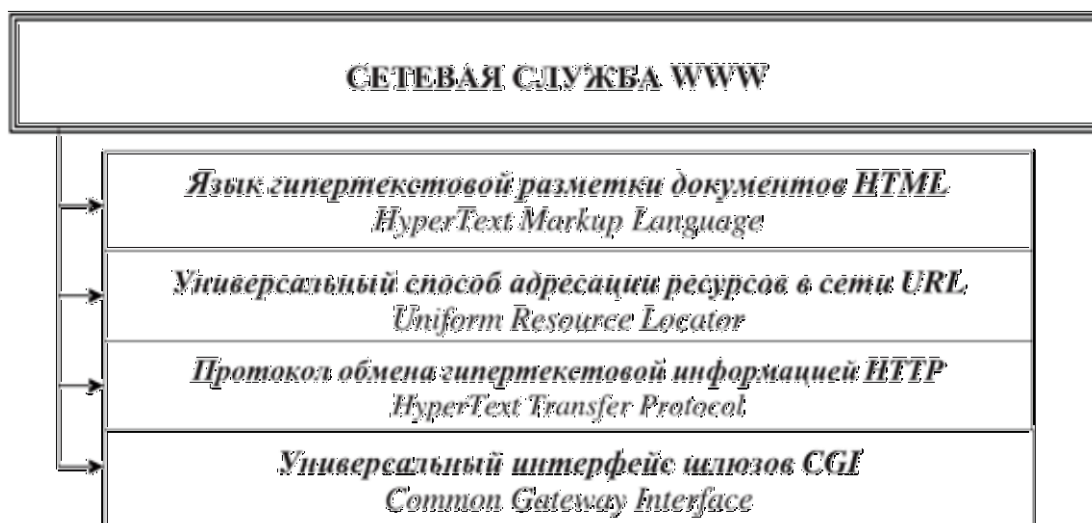 СЕТЕВАЯ СЛУЖБА WWW
Язык гипертекстовой разметки документов HTML
HyperText Markup Language
Универсальный способ адресации ресурсов в сети URL
Uniform Resource Locator
Протокол обмена гипертекстовой информацией HTTP
HyperText Transfer Protocol
Универсальный интерфейс шлюзов CGI
Common Gateway Interface